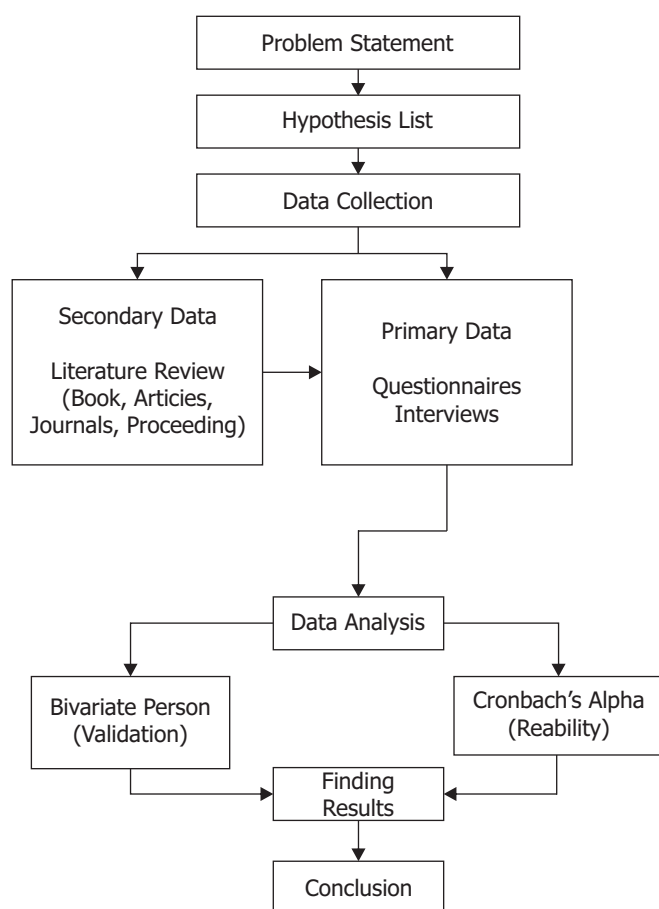 Problem Statement
Hypothesis List
Data Collection
Secondary Data
Literature Review
(Book, Articies,
Journals, Proceeding)
Primary Data
Questionnaires
Interviews
Data Analysis
Bivariate Person
(Validation)
Cronbach's Alpha
(Reability)
Finding
Results
Conclusion